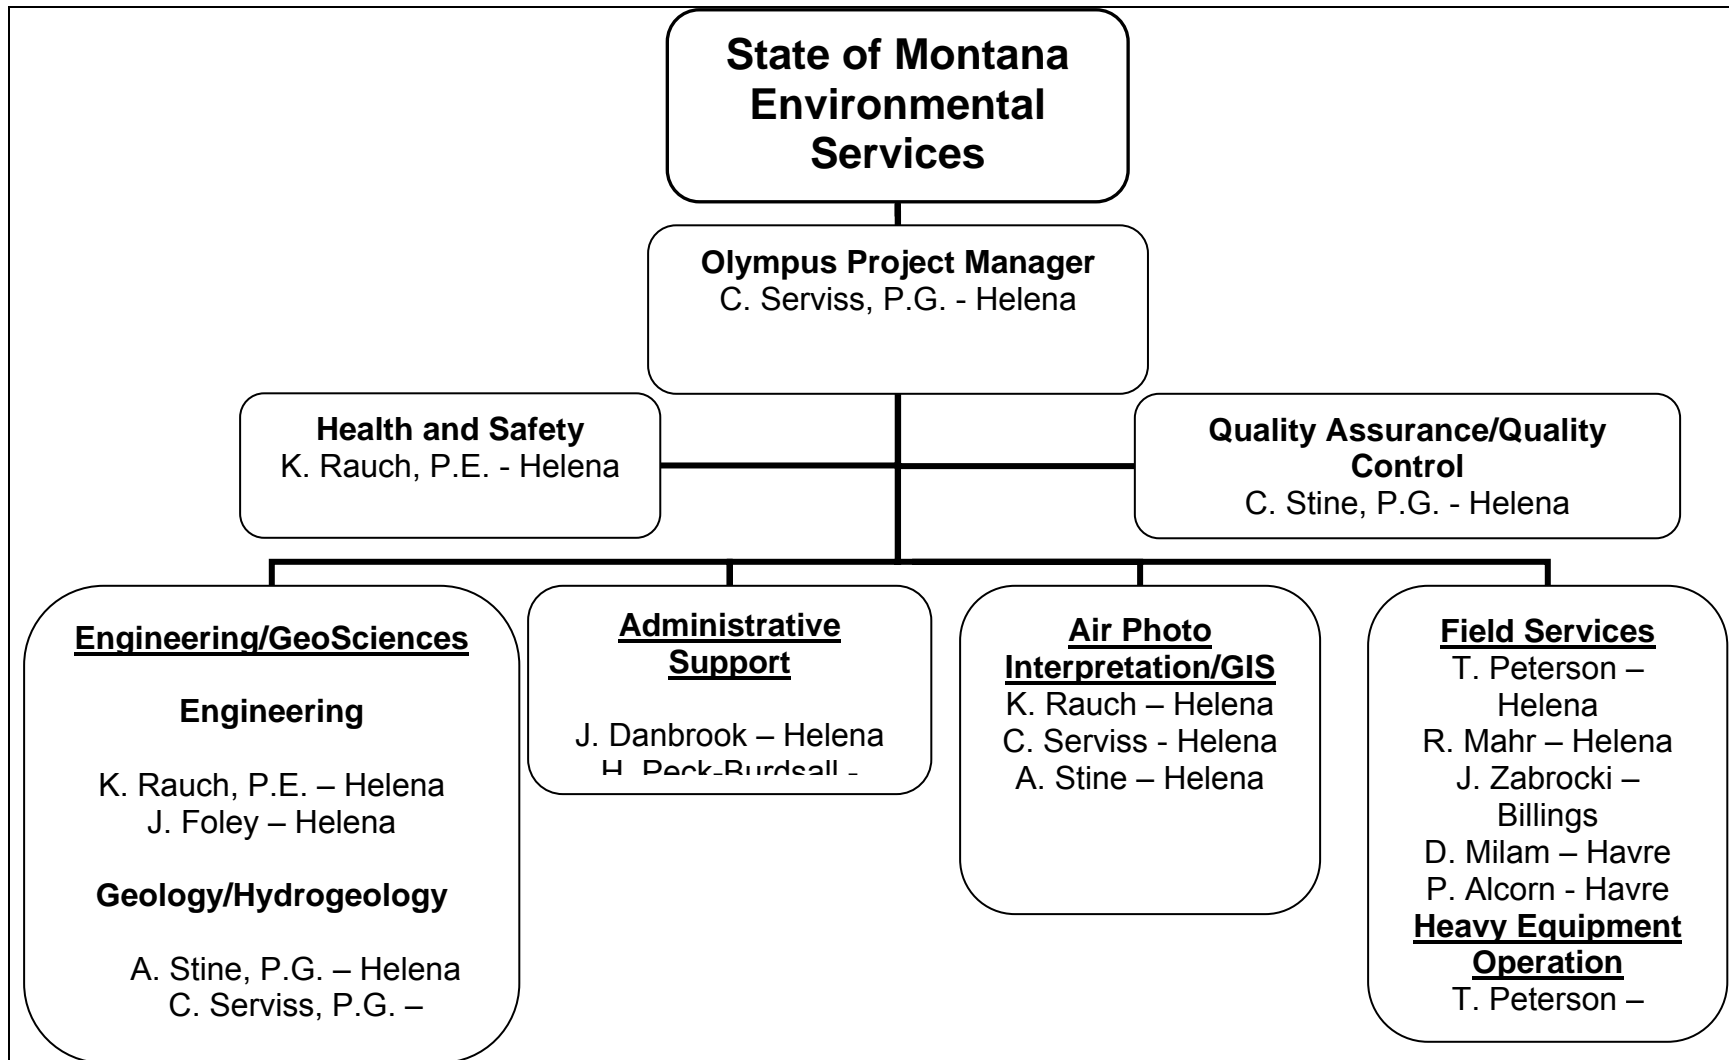 State of Montana
Environmental
Services
Olympus Project Manager
C. Serviss, P.G. - Helena
Health and Safety
K. Rauch, P.E. - Helena
Quality Assurance/Quality
Control
C. Stine, P.G. - Helena
Engineering/GeoSciences
Engineering
K. Rauch, P.E. – Helena
J. Foley – Helena
Geology/Hydrogeology
A. Stine, P.G. – Helena
C. Serviss, P.G. –
Administrative
Support
J. Danbrook – Helena
H. Peck-Burdsall -
Air Photo
Interpretation/GIS
K. Rauch – Helena
C. Serviss - Helena
A. Stine – Helena
Field Services
T. Peterson –
Helena
R. Mahr – Helena
J. Zabrocki –
Billings
D. Milam – Havre
P. Alcorn - Havre
Heavy Equipment
Operation
T. Peterson –